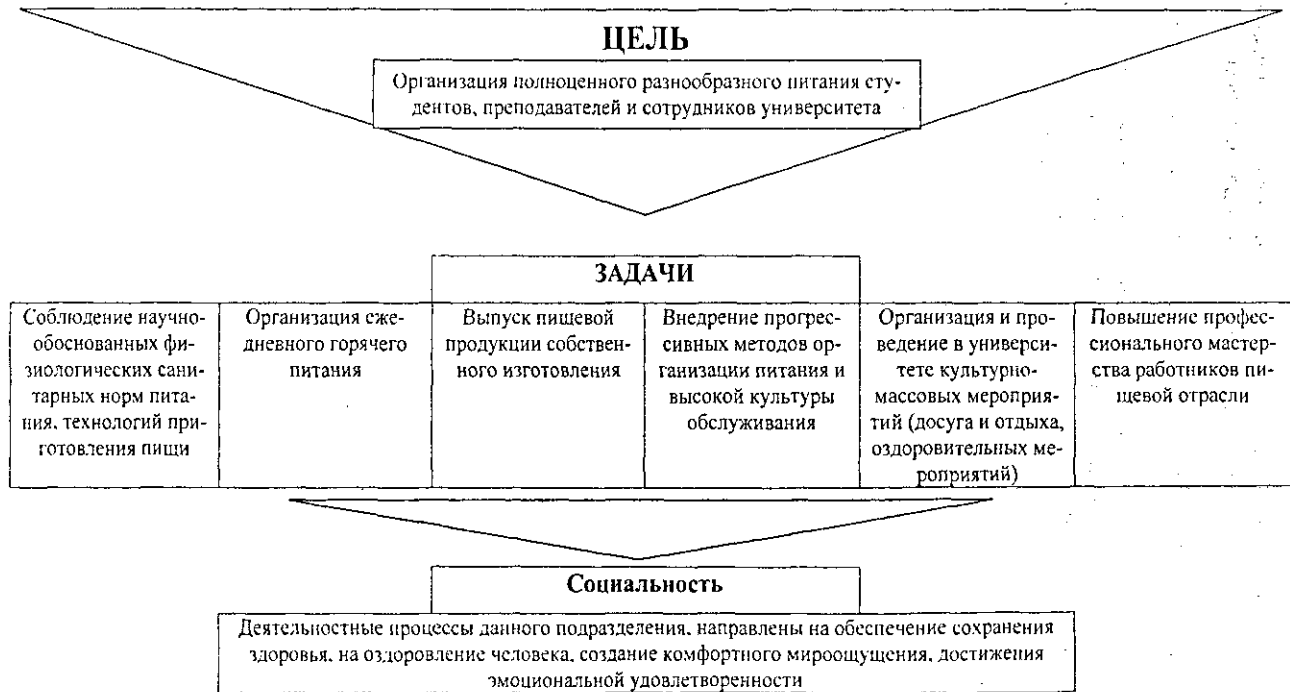 ЦЕЛЬ
Организация полноценного разнообразного питания сту-
дентов, преподавателей и сотрудников университета
ЗАДАЧИ
Соблюдение научно-
обоснованных фи-
зиологических сани-
тарных норм пита-
ния, технологий при-
готовления пищи
Организация еже-
дневного горячего
питания
Выпуск пищевой
продукции собствен-
ного изготовления
Внедрение прогрес-
сивных методов ор-
ганизации питания и
высокой культуры
обслуживания
Организация и про-
ведение в универси-
тете культурно-
массовых мероприя-
тий (досуга и отдыха,
оздоровительных ме-
роприятий)
Повышение профес-
сионального мастер-
ства работников пи-
щевой отрасли
Социальность
Деятельностные процессы данного подразделения, направлены на обеспечение сохранения
здоровья, на оздоровление человека, создание комфортного мироощущения, достижения
эмоциональной удовлетворенности